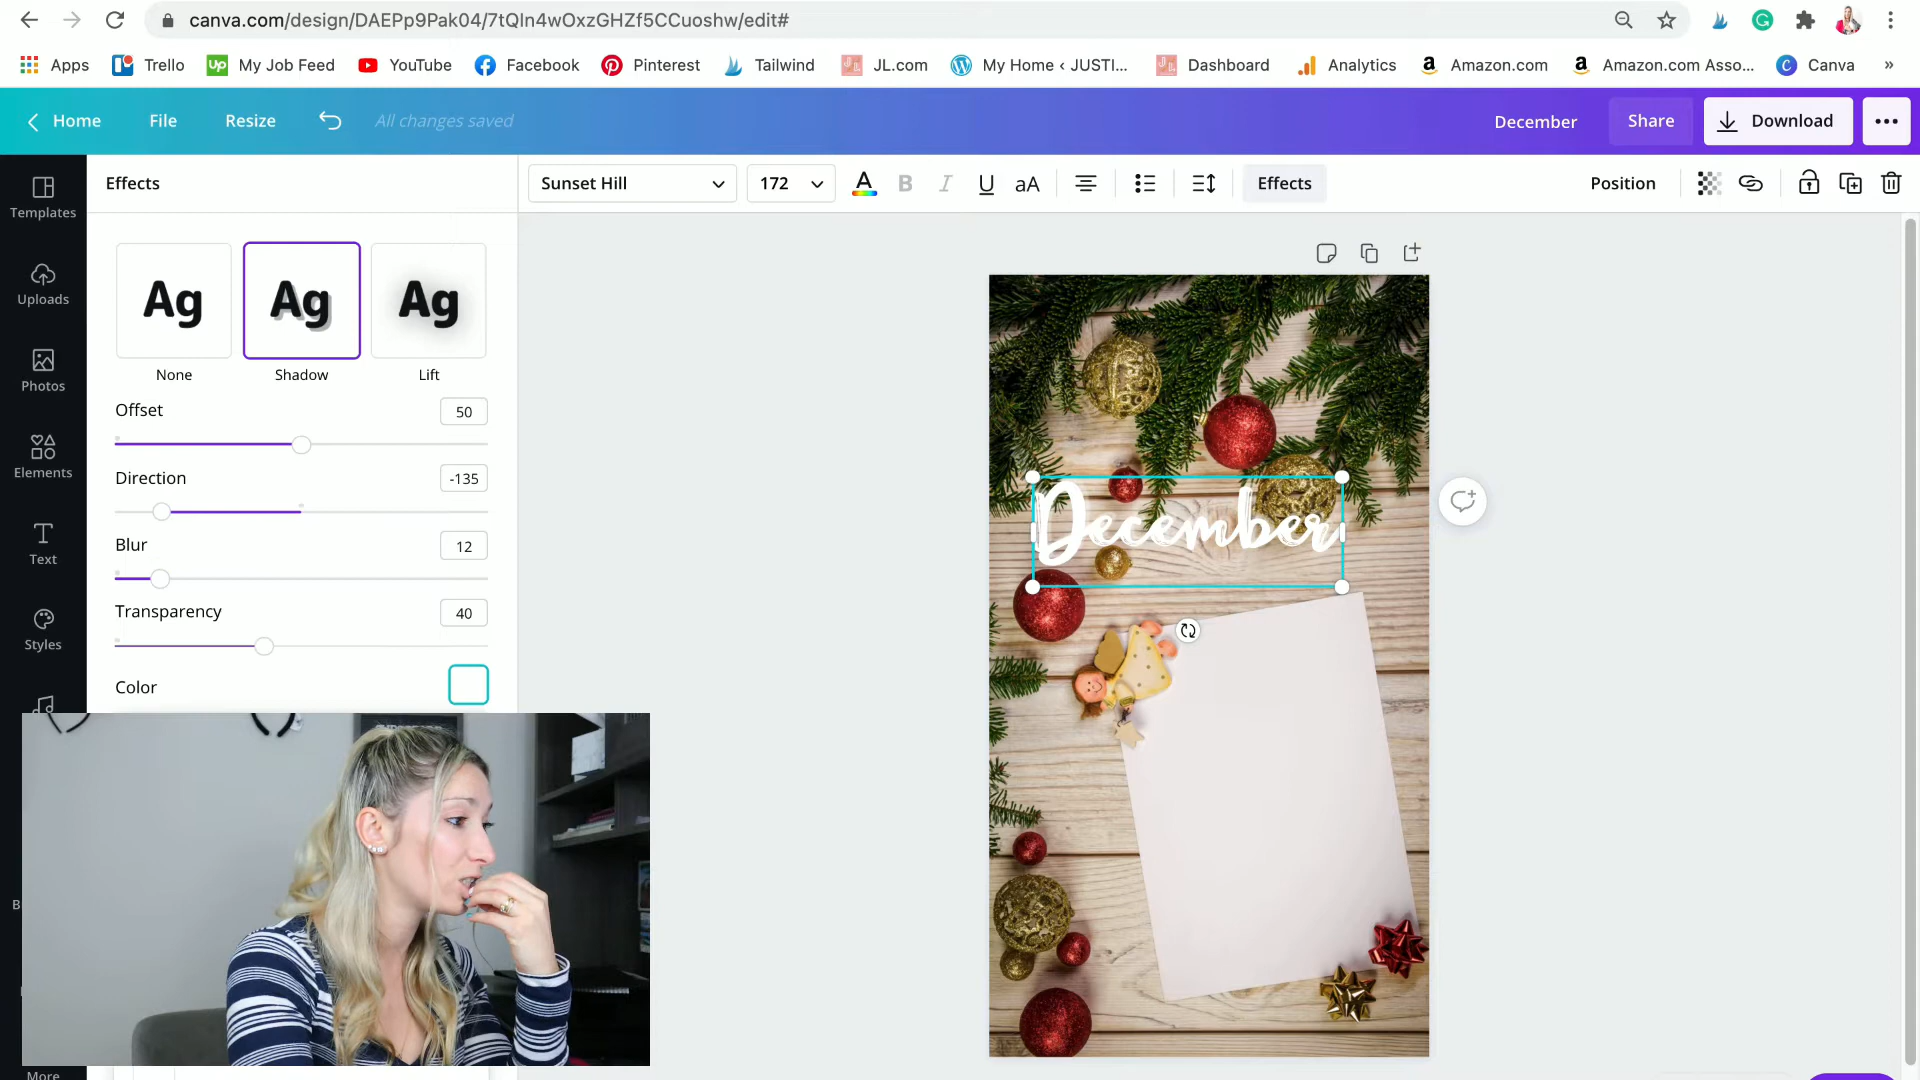 canva.com/design/DAEPp9Pak04/7tQIn4wOxzGHZf5CCuoshw/edit#
Apps Trello My Job Feed YouTube Facebook Pinterest Tailwind JL.com My Home ‹ JUSTI... Dashboard Analytics Amazon.com Amazon.com Asso... Canva »
Home File Resize All changes saved December Share Download
Effects Sunset Hill 172 A B I U aA Effects Position
Templates
Uploads
Photos
Elements
Text
Styles
More
Ag Ag Ag
None Shadow Lift
Offset 50
Direction -135
Blur 12
Transparency 40
Color
December